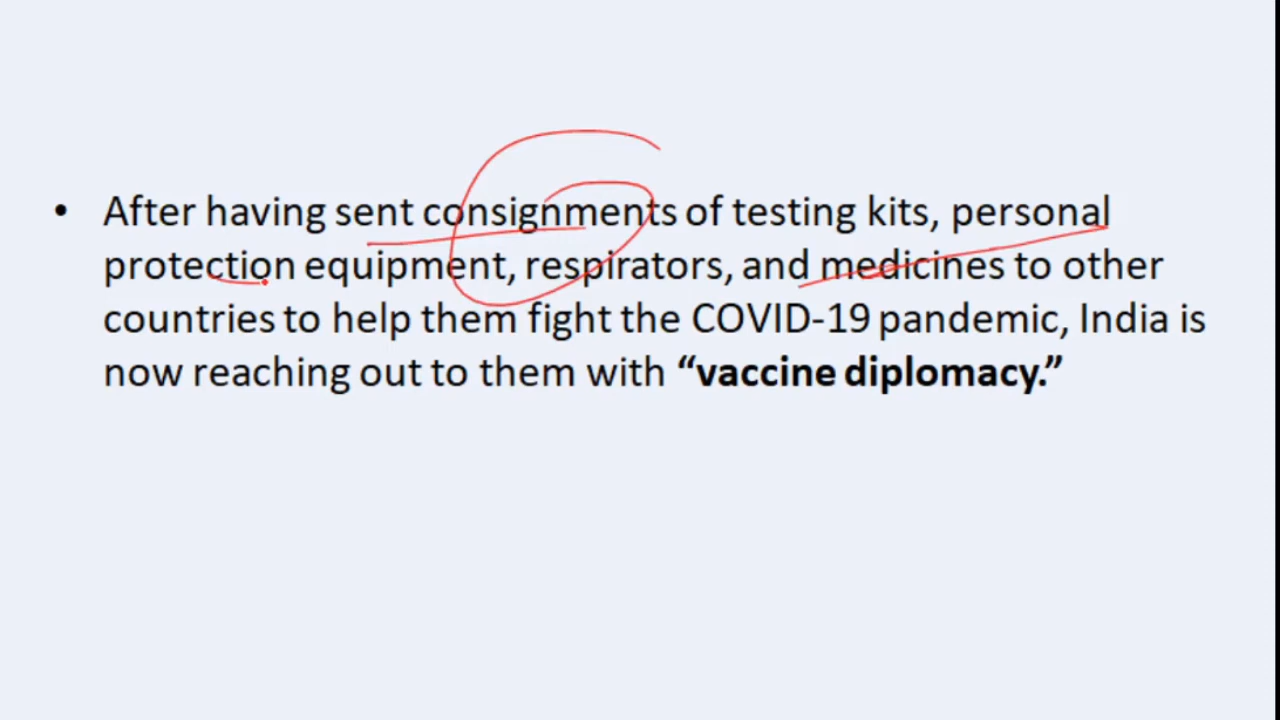 • After having sent consignments of testing kits, personal
protection equipment, respirators, and medicines to other
countries to help them fight the COVID-19 pandemic, India is
now reaching out to them with “vaccine diplomacy.”